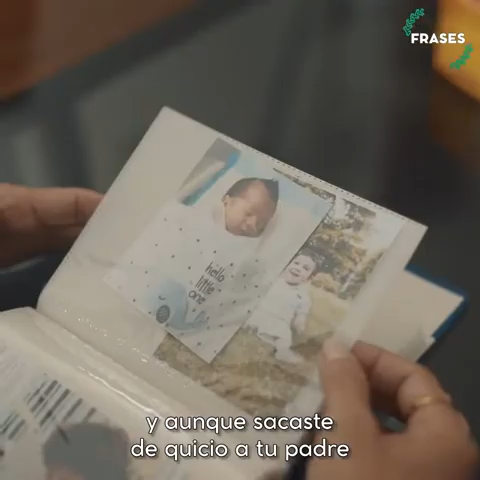 FRASES
hello
little
one
y aunque sacaste
de quicio a tu padre